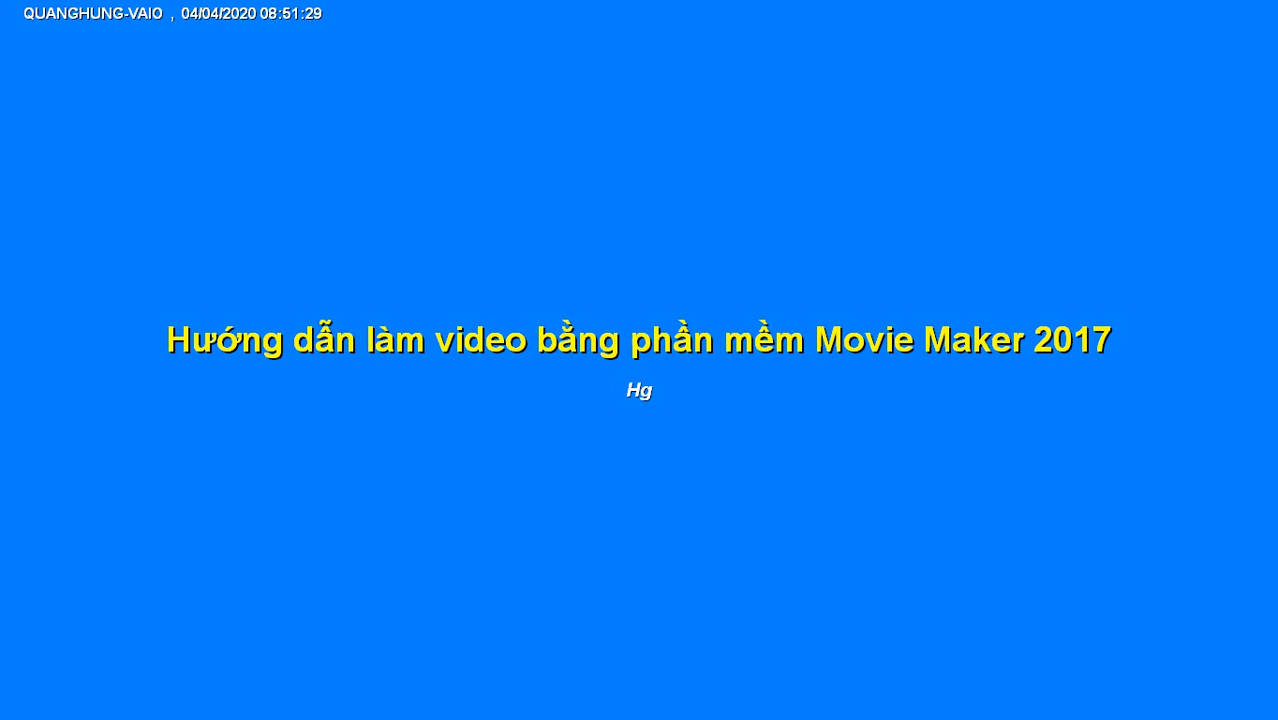 QUANGHUNG-VAIO , 04/04/2020 08:51:29
Hướng dẫn làm video bằng phần mềm Movie Maker 2017
Hg